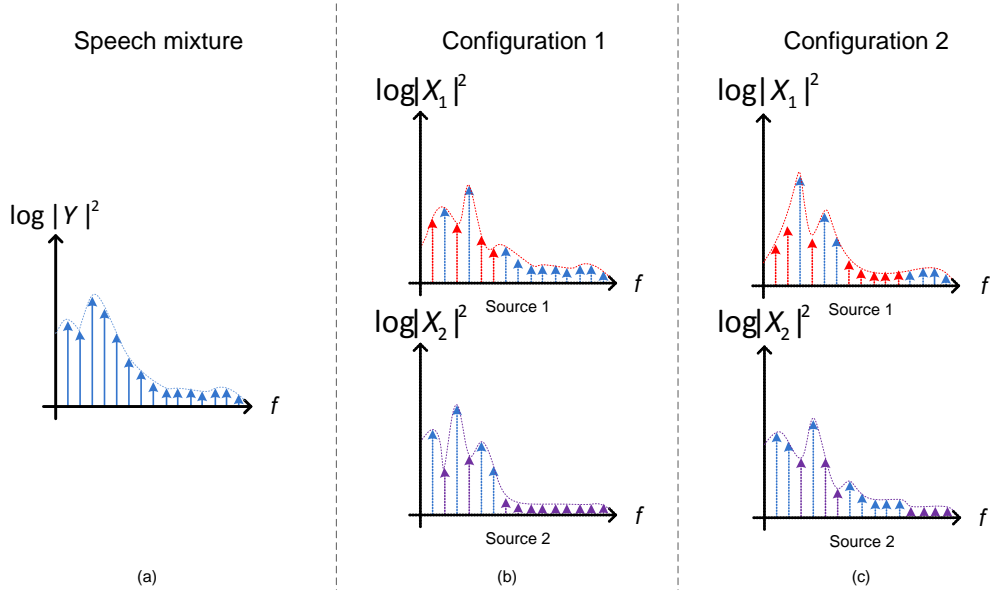 Speech mixture
log |Y|²
f
(a)
Configuration 1
log|X₁|²
f
Source 1
log|X₂|²
f
Source 2
(b)
Configuration 2
log|X₁|²
f
Source 1
log|X₂|²
f
Source 2
(c)